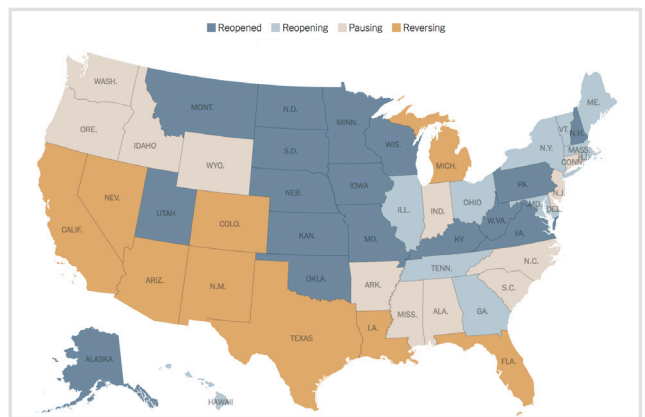 Reopened Reopening Pausing Reversing
WASH.
MONT.
N.D.
MINN.
ME.
ORE.
IDAHO
S.D.
WIS.
VT.
N.H.
WYO.
MICH.
N.Y.
MASS.
CONN.
R.I.
NEB.
IOWA
PA.
N.J.
NEV.
UTAH
COLO.
ILL.
IND.
OHIO
MD.
DEL.
CALIF.
KAN.
MO.
KY.
W.VA.
VA.
ARIZ.
N.M.
OKLA.
ARK.
TENN.
N.C.
S.C.
MISS.
ALA.
GA.
TEXAS
LA.
FLA.
ALASKA
HAWAII